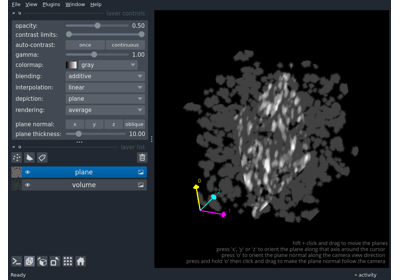 File View Plugins Window Help
layer controls
opacity: 0.50
contrast limits:
auto-contrast: once continuous
gamma: 1.00
colormap: gray
blending: additive
interpolation: linear
depiction: plane
rendering: average
plane normal: x y z oblique
plane thickness: 10.00
layer list
plane
volume
0
shift + click and drag to move the planes
press 'x', 'y' or 'z' to orient the plane along that axis around the cursor
press 'o' to orient the plane normal along the camera view direction
press and hold 'o' then click and drag to make the plane normal follow the camera
Ready
activity